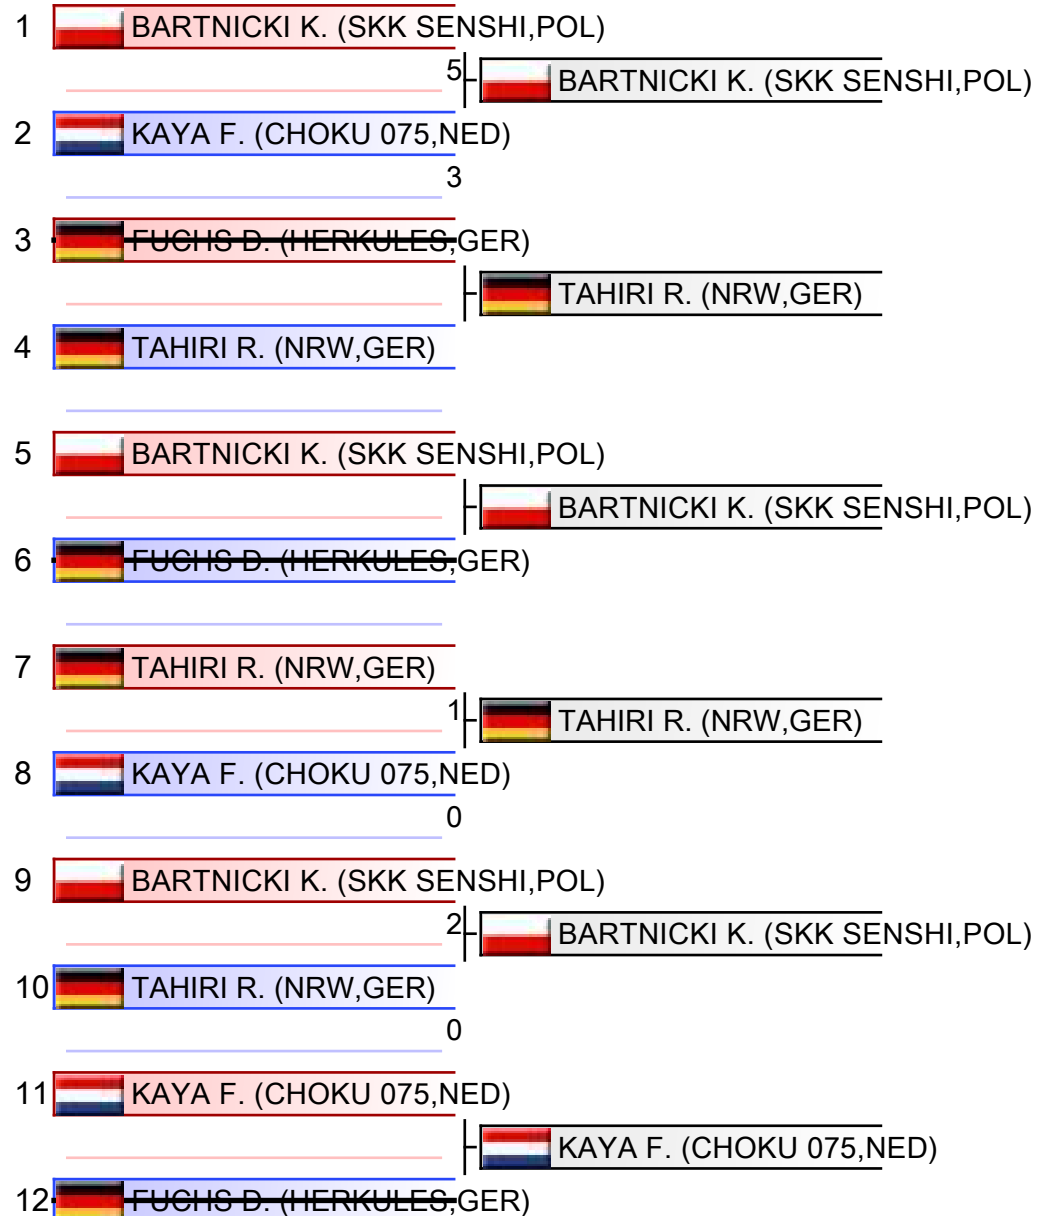 1 BARTNICKI K. (SKK SENSHI,POL)
5 BARTNICKI K. (SKK SENSHI,POL)
2 KAYA F. (CHOKU 075,NED)
3
3 FUCHS D. (HERKULES,GER)
TAHIRI R. (NRW,GER)
4 TAHIRI R. (NRW,GER)
5 BARTNICKI K. (SKK SENSHI,POL)
BARTNICKI K. (SKK SENSHI,POL)
6 FUCHS D. (HERKULES,GER)
7 TAHIRI R. (NRW,GER)
1 TAHIRI R. (NRW,GER)
8 KAYA F. (CHOKU 075,NED)
0
9 BARTNICKI K. (SKK SENSHI,POL)
2 BARTNICKI K. (SKK SENSHI,POL)
10 TAHIRI R. (NRW,GER)
0
11 KAYA F. (CHOKU 075,NED)
KAYA F. (CHOKU 075,NED)
12 FUCHS D. (HERKULES,GER)